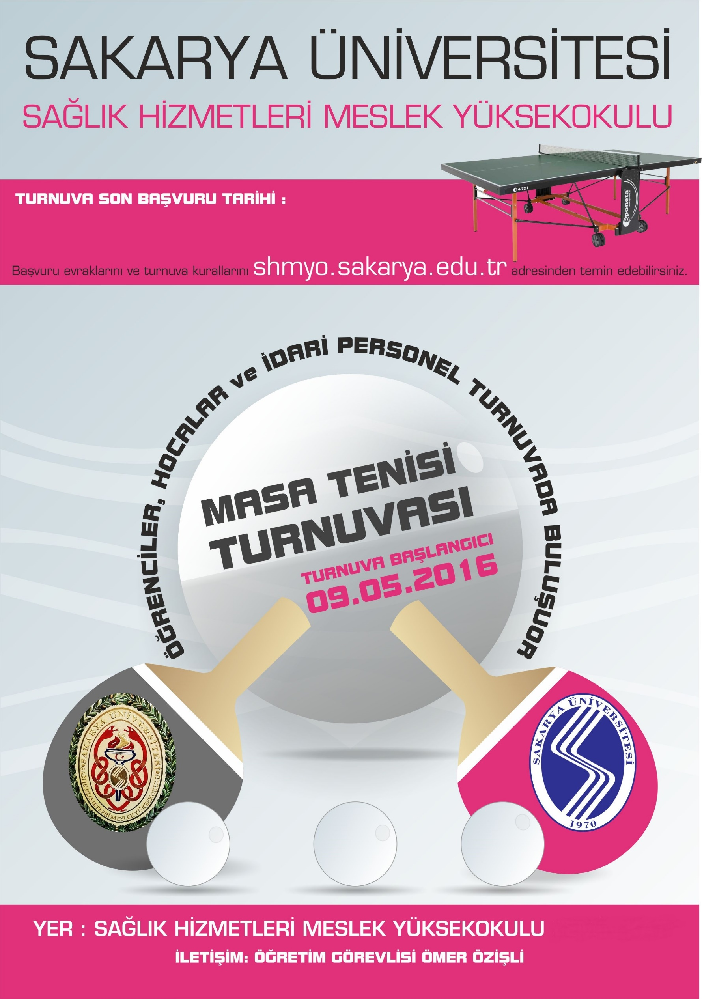 SAKARYA ÜNİVERSİTESİ
SAĞLIK HİZMETLERİ MESLEK YÜKSEKOKULU
TURNUVA SON BAŞVURU TARİHİ :
S 4-72 i
sponeta
Başvuru evraklarını ve turnuva kurallarını shmyo.sakarya.edu.tr adresinden temin edebilirsiniz.
ÖĞRENCİLER, HOCALAR ve İDARİ PERSONEL TURNUVADA BULUŞUOR
MASA TENİSİ
TURNUVASI
TURNUVA BAŞLANGICI
09.05.2016
SAKARYA ÜNİVERSİTESİ
SAĞLIK HİZMETLERİ MESLEK YÜKSEKOKULU
SAKARYA ÜNİVERSİTESİ
1970
YER : SAĞLIK HİZMETLERİ MESLEK YÜKSEKOKULU
İLETİŞİM: ÖĞRETİM GÖREVLİSİ ÖMER ÖZİŞLİ